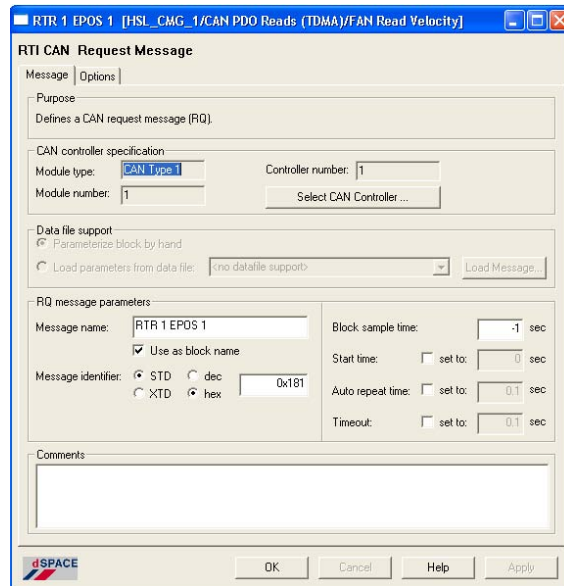 RTR 1 EPOS 1 [HSL_CMG_1/CAN PDO Reads (TDMA)/FAN Read Velocity]
RTI CAN Request Message
Message Options
Purpose
Defines a CAN request message (RQ).
CAN controller specification
Module type: CAN Type 1 Controller number: 1
Module number: 1 Select CAN Controller ...
Data file support
Parameterize block by hand
Load parameters from data file: <no datafile support> Load Message...
RQ message parameters
Message name: RTR 1 EPOS 1
Use as block name
Message identifier: STD dec 0x181
XTD hex
Block sample time: -1 sec
Start time: set to: 0 sec
Auto repeat time: set to: 0.1 sec
Timeout: set to: 0.1 sec
Comments
dSPACE OK Cancel Help Apply